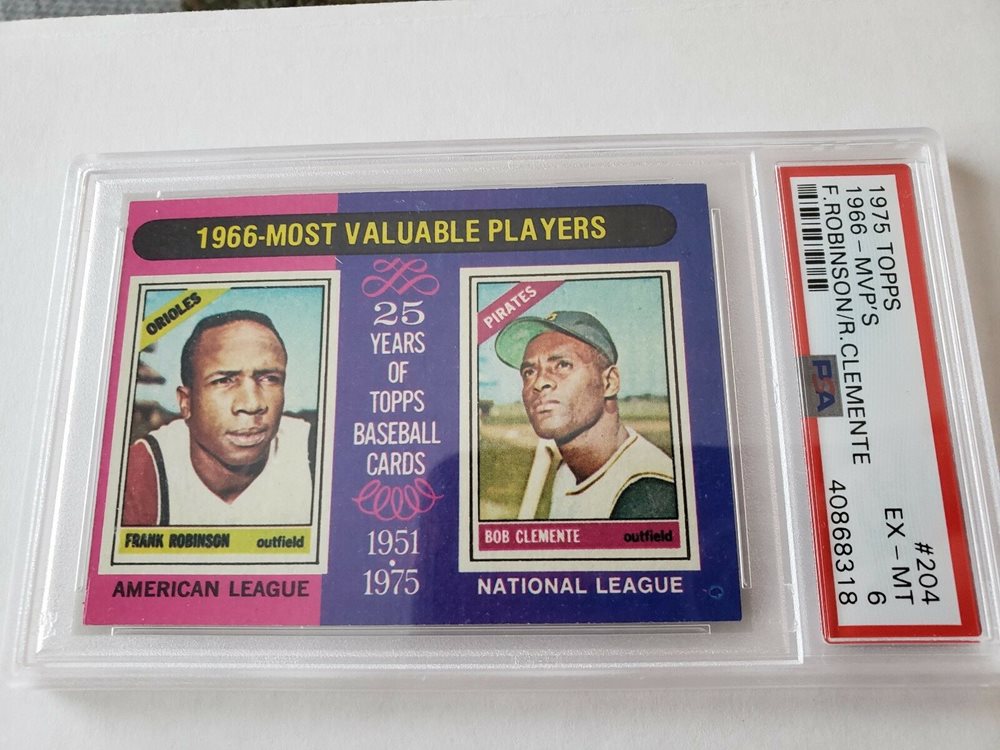 1966-MOST VALUABLE PLAYERS
ORIOLES
FRANK ROBINSON outfield
AMERICAN LEAGUE
25
YEARS
OF
TOPPS
BASEBALL
CARDS
1951
•
1975
PIRATES
BOB CLEMENTE outfield
NATIONAL LEAGUE
1975 TOPPS #204
1966 - MVP'S EX - MT
F.ROBINSON/R.CLEMENTE 6
PSA
40868318